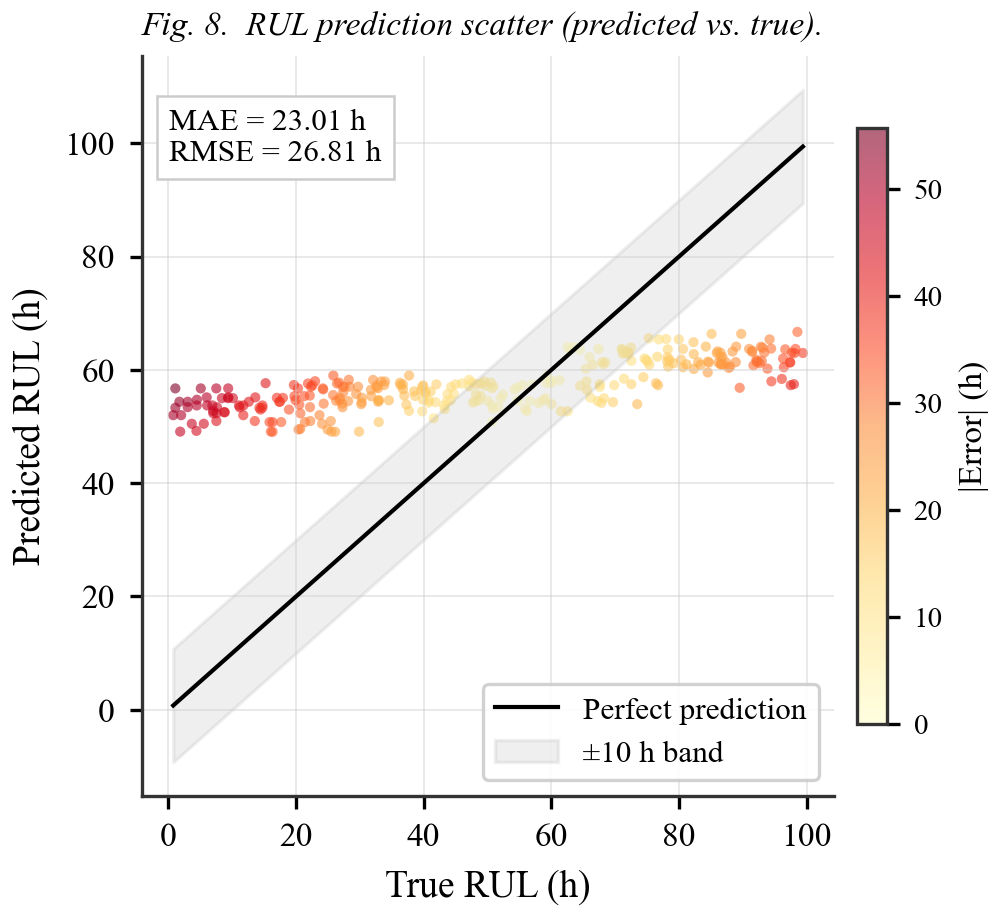 Fig. 8. RUL prediction scatter (predicted vs. true).
MAE = 23.01 h
RMSE = 26.81 h
100
80
60
40
20
0
Predicted RUL (h)
0 20 40 60 80 100
True RUL (h)
Perfect prediction
±10 h band
50
40
30
20
10
0
|Error| (h)